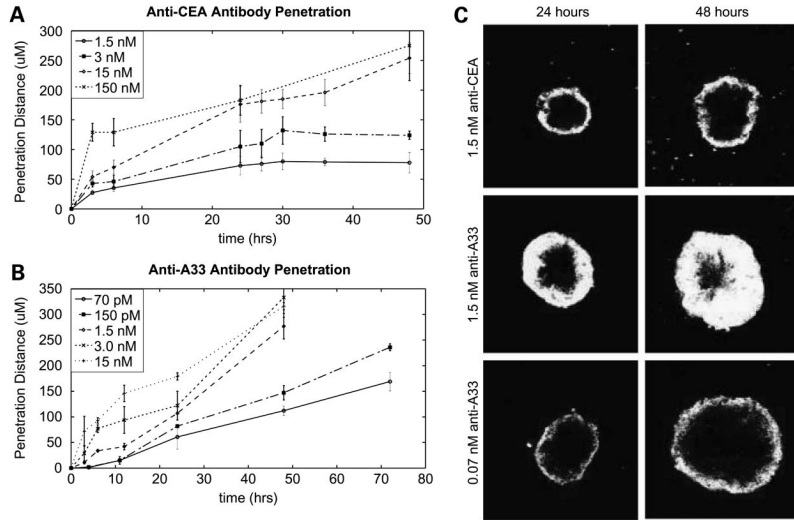 A
Anti-CEA Antibody Penetration
1.5 nM
3 nM
15 nM
150 nM
Penetration Distance (uM)
300
250
200
150
100
50
0
0 10 20 30 40 50
time (hrs)
B
Anti-A33 Antibody Penetration
70 pM
150 pM
1.5 nM
3.0 nM
15 nM
Penetration Distance (uM)
350
300
250
200
150
100
50
0
0 10 20 30 40 50 60 70 80
time (hrs)
C
24 hours 48 hours
1.5 nM anti-CEA
1.5 nM anti-A33
0.07 nM anti-A33